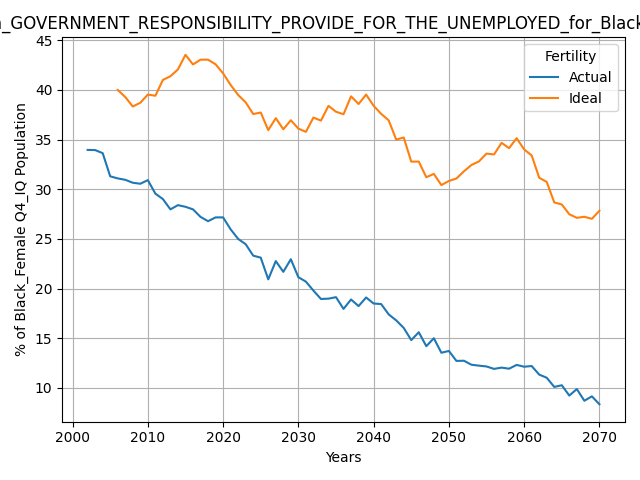 GOVERNMENT_RESPONSIBILITY_PROVIDE_FOR_THE_UNEMPLOYED_for_Black
45
40
35
30
25
20
15
10
% of Black_Female Q4_IQ Population
Fertility
Actual
Ideal
2000 2010 2020 2030 2040 2050 2060 2070
Years